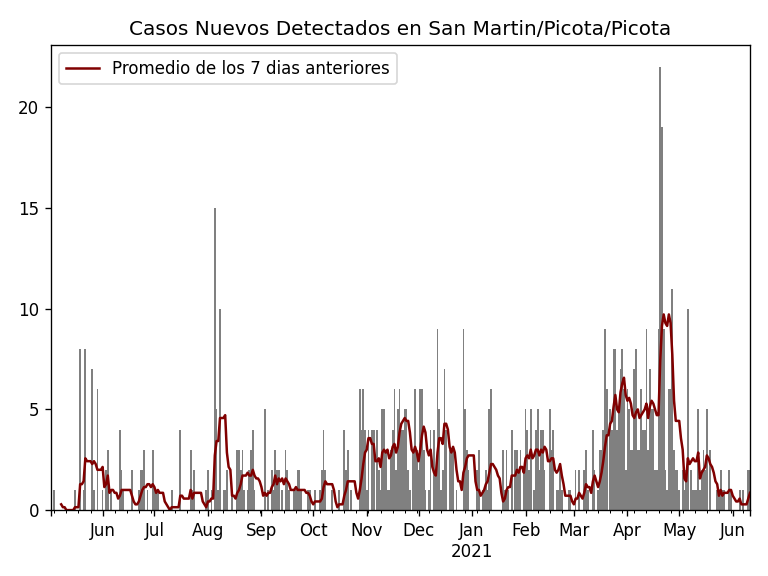 Casos Nuevos Detectados en San Martin/Picota/Picota
Promedio de los 7 dias anteriores
20
15
10
5
0
Jun Jul Aug Sep Oct Nov Dec Jan Feb Mar Apr May Jun
2021